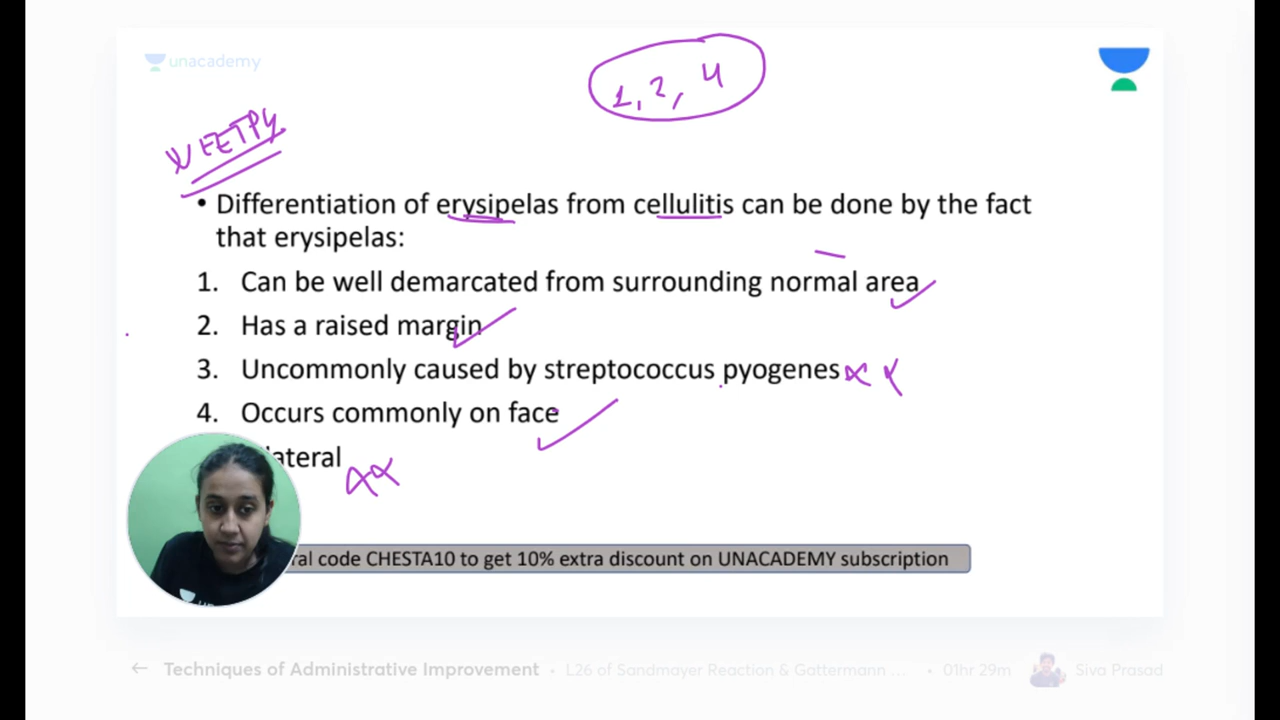 unacademy
1, 2, 4
NEETPG
• Differentiation of erysipelas from cellulitis can be done by the fact
that erysipelas:
1. Can be well demarcated from surrounding normal area
2. Has a raised margin
3. Uncommonly caused by streptococcus pyogenes
4. Occurs commonly on face
lateral
ral code CHESTA10 to get 10% extra discount on UNACADEMY subscription
← Techniques of Administrative Improvement • L26 of Sandmayer Reaction & Gattermann ... • 01hr 29m Siva Prasad